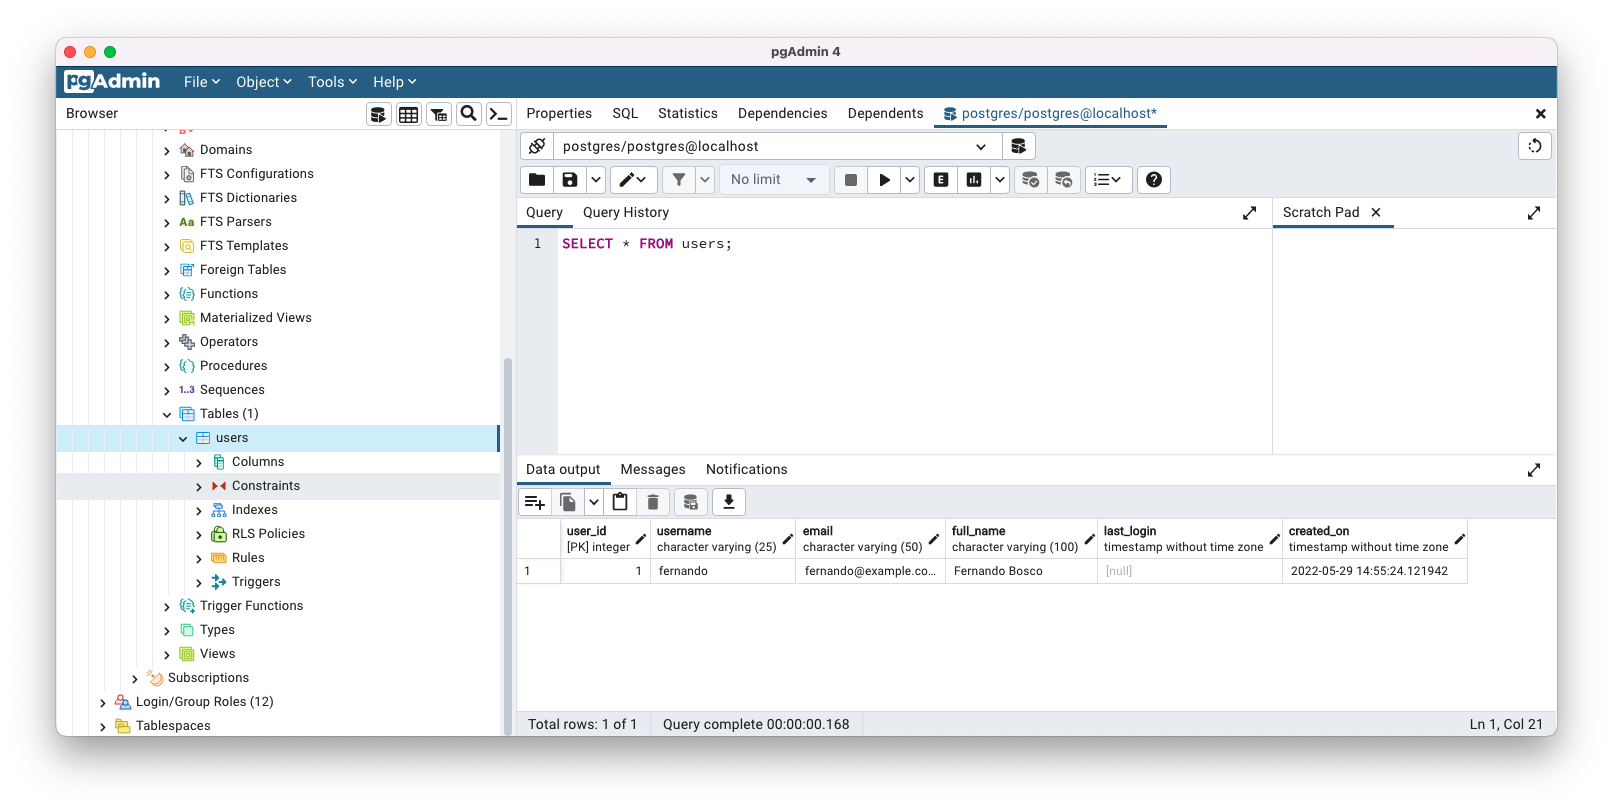 pgAdmin 4
pgAdmin File Object Tools Help
Browser
Properties SQL Statistics Dependencies Dependents postgres/postgres@localhost*
postgres/postgres@localhost
No limit
E
Query Query History
Scratch Pad
1 SELECT * FROM users;
Domains
FTS Configurations
FTS Dictionaries
Aa FTS Parsers
FTS Templates
Foreign Tables
Functions
Materialized Views
Operators
Procedures
1..3 Sequences
Tables (1)
users
Columns
Constraints
Indexes
RLS Policies
Rules
Triggers
Trigger Functions
Types
Views
Subscriptions
Login/Group Roles (12)
Tablespaces
Data output Messages Notifications
user_id username email full_name last_login created_on
[PK] integer character varying (25) character varying (50) character varying (100) timestamp without time zone timestamp without time zone
1 1 fernando fernando@example.co... Fernando Bosco [null] 2022-05-29 14:55:24.121942
Total rows: 1 of 1 Query complete 00:00:00.168 Ln 1, Col 21